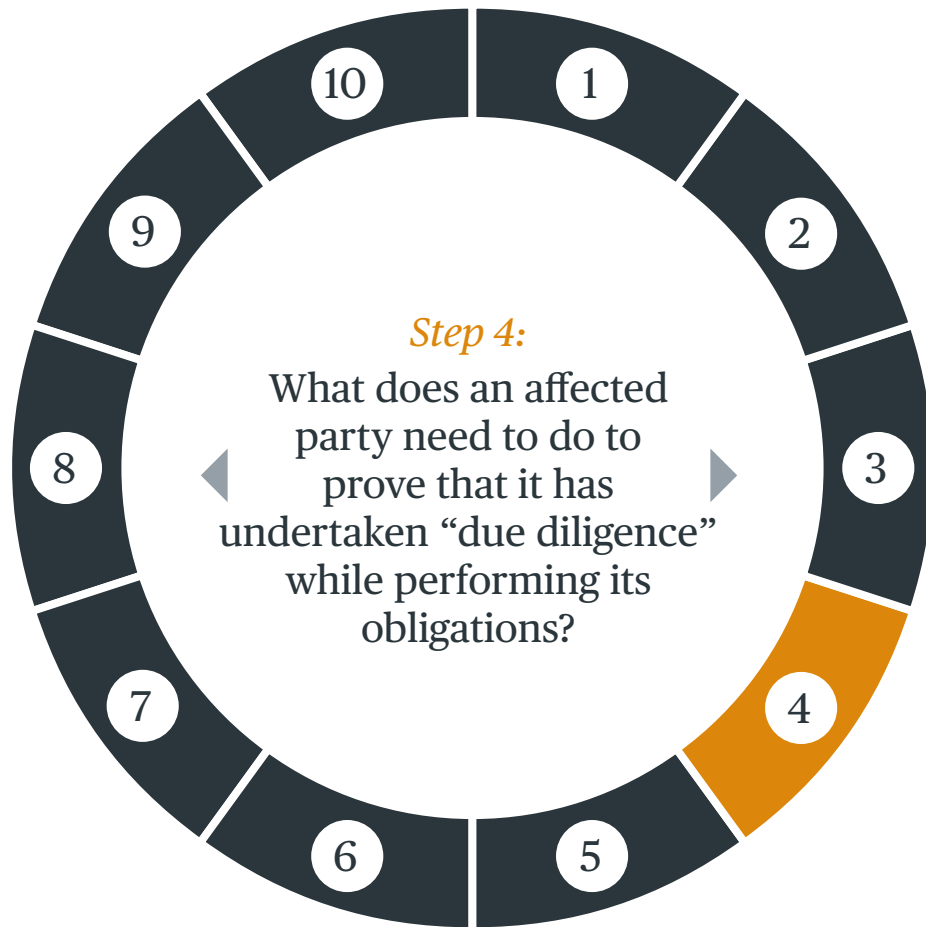 10
1
9
2
Step 4:
What does an affected
party need to do to
prove that it has
undertaken “due diligence”
while performing its
obligations?
8
3
7
4
6
5